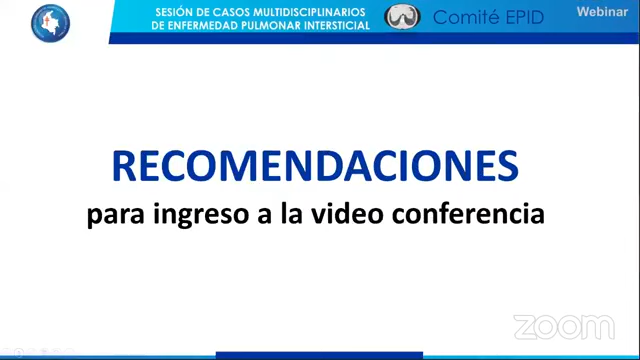 SESIÓN DE CASOS MULTIDISCIPLINARIOS
DE ENFERMEDAD PULMONAR INTERSTICIAL
Comité EPID
Webinar
RECOMENDACIONES
para ingreso a la video conferencia
zoom